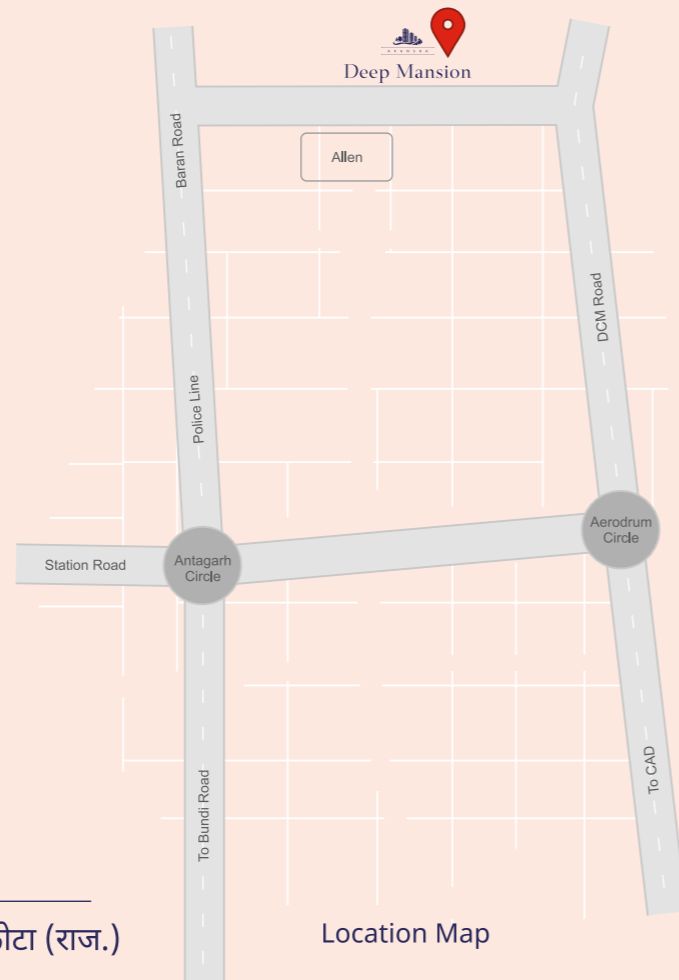 Deep Mansion
Allen
Baran Road
DCM Road
Police Line
Aerodrum
Circle
Station Road
Antagarh
Circle
To CAD
To Bundi Road
(राज.)
Location Map